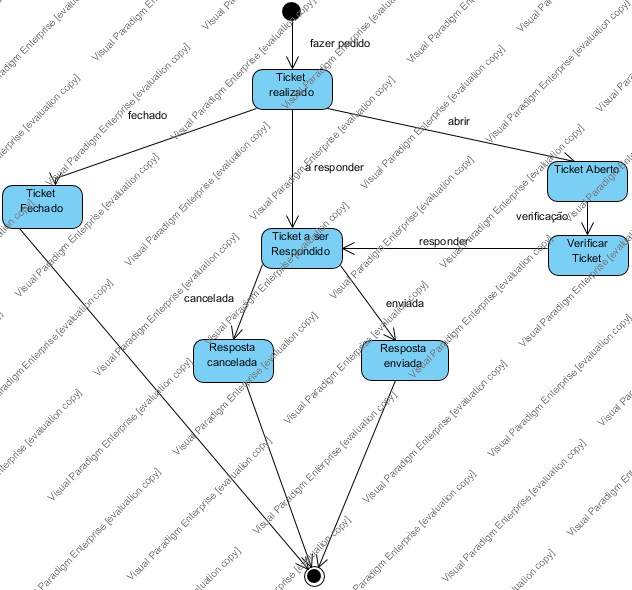 fazer pedido
Ticket
realizado
fechado
abrir
a responder
Ticket Aberto
Ticket
Fechado
verificação
Ticket a ser
Respondido
responder
Verificar
Ticket
cancelada
enviada
Resposta
cancelada
Resposta
enviada
Visual Paradigm Enterprise [evaluation copy]